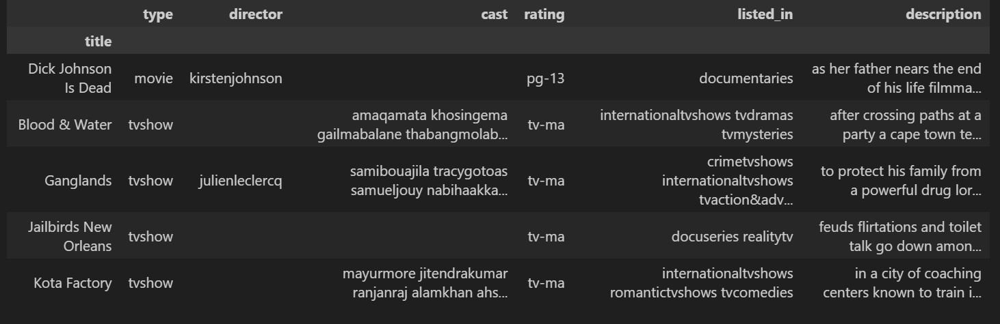 type director cast rating listed_in description
title
Dick Johnson Is Dead movie kirstenjohnson pg-13 documentaries as her father nears the end of his life filmma...
Blood & Water tvshow amaqamata khosingema gailmabalane thabangmolab... tv-ma internationaltvshows tvdramas tvmysteries after crossing paths at a party a cape town te...
Ganglands tvshow julienleclercq samibouajila tracygotoas samueljouy nabihaakka... tv-ma crimetvshows internationaltvshows tvaction&adv... to protect his family from a powerful drug lor...
Jailbirds New Orleans tvshow tv-ma docuseries realitytv feuds flirtations and toilet talk go down amon...
Kota Factory tvshow mayurmore jitendrakumar ranjanraj alamkhan ahs... tv-ma internationaltvshows romantictvshows tvcomedies in a city of coaching centers known to train i...